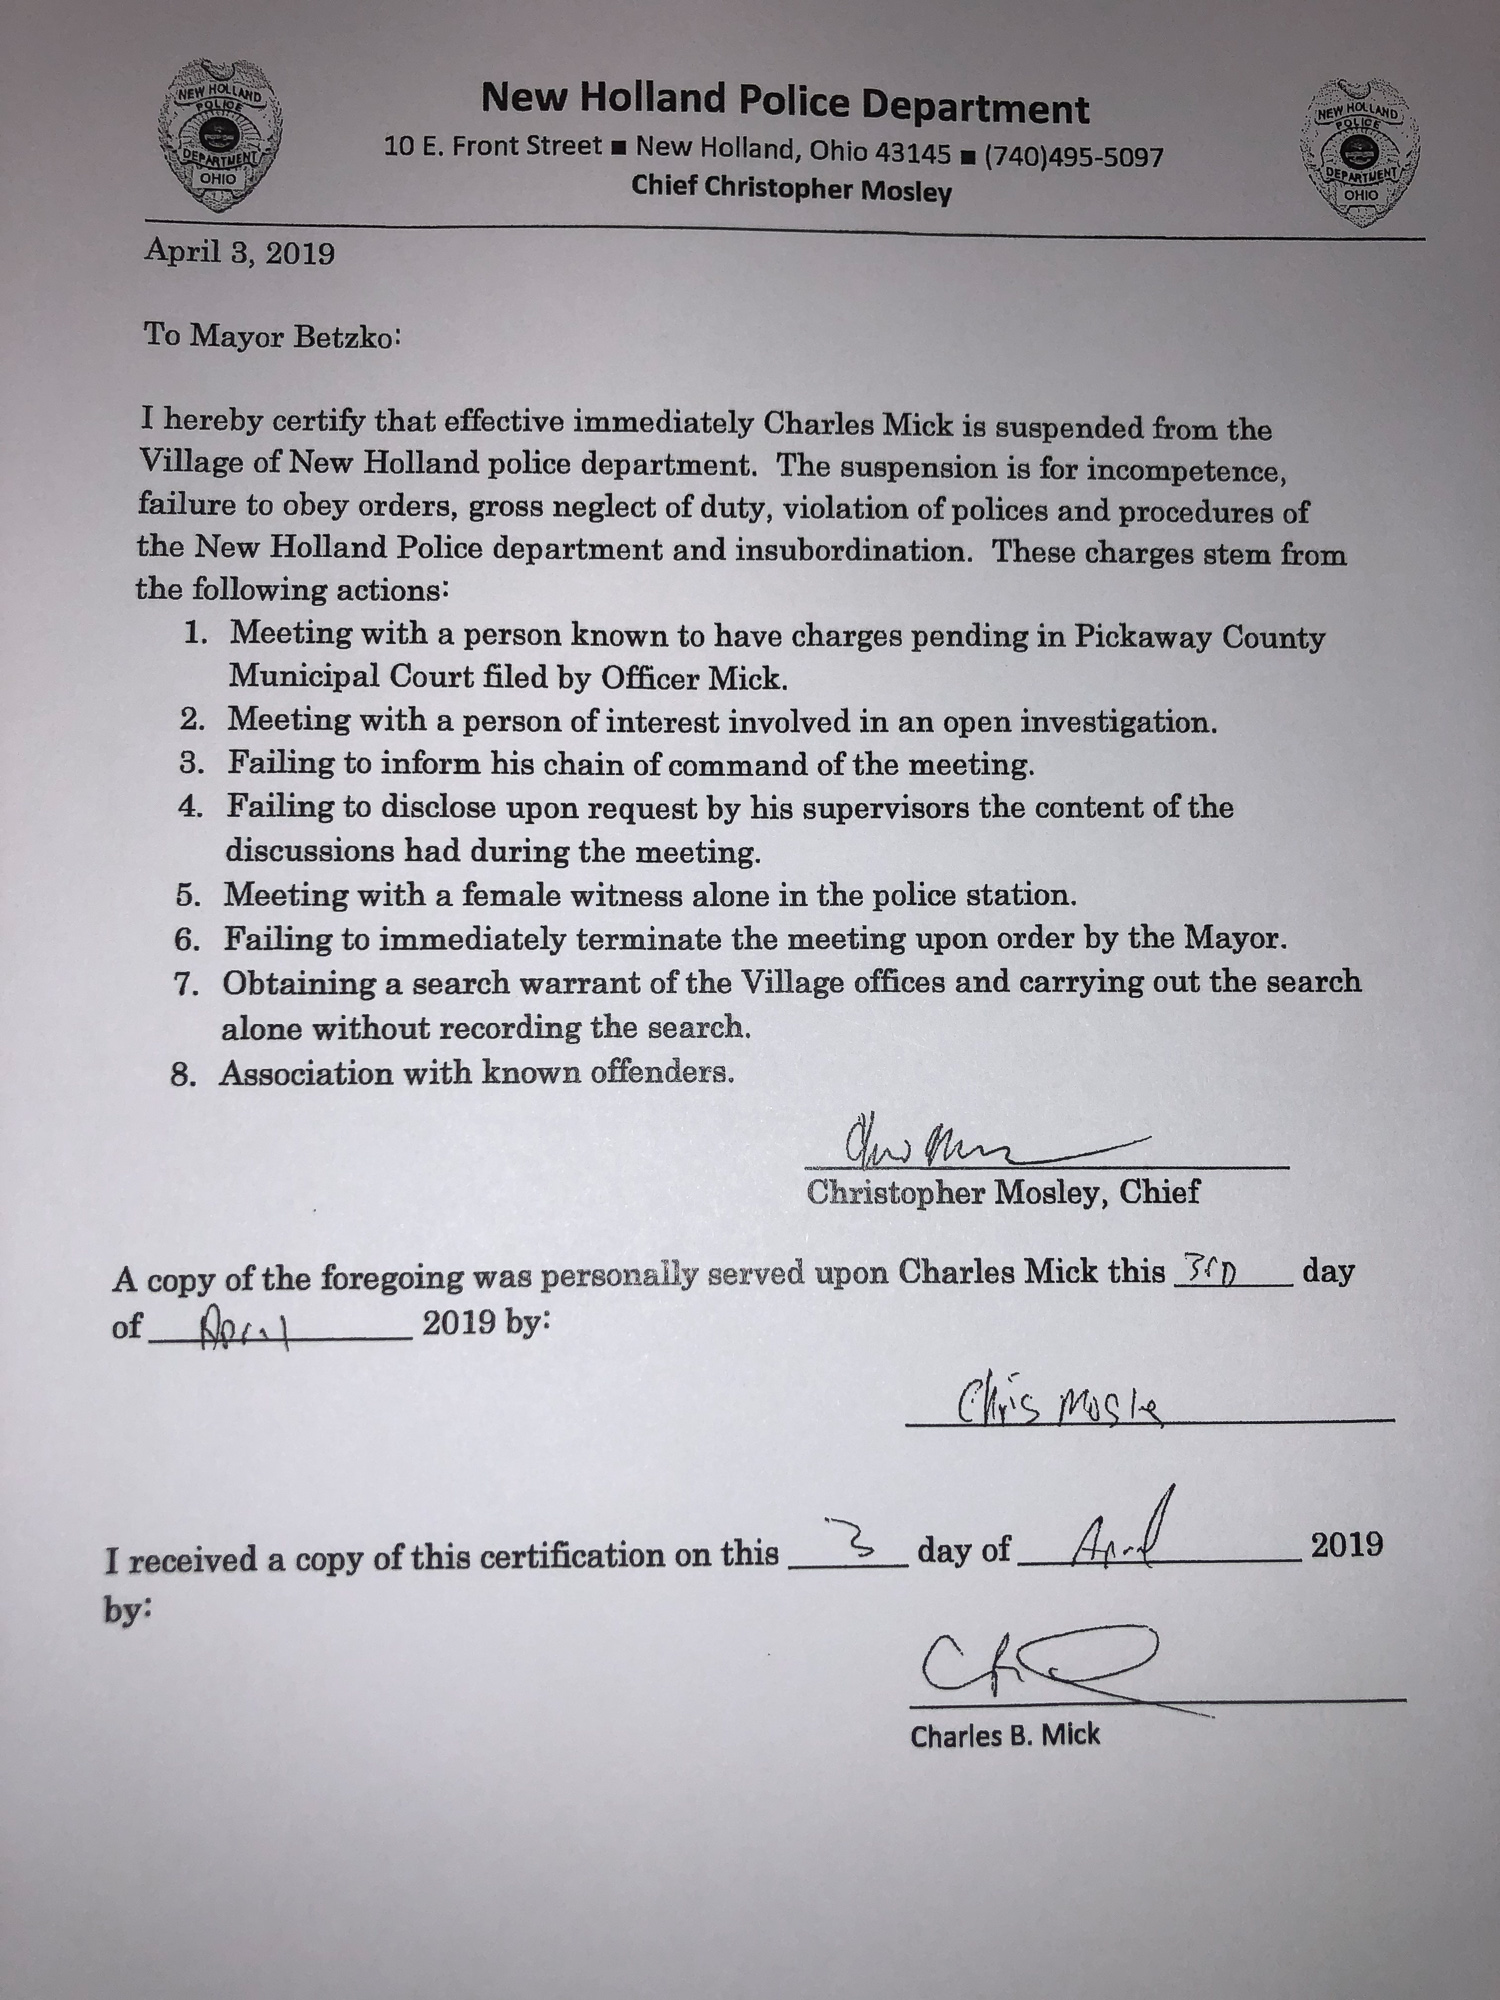 NEW HOLLAND
POLICE
DEPARTMENT
OHIO
New Holland Police Department
10 E. Front Street ■ New Holland, Ohio 43145 ■ (740)495-5097
Chief Christopher Mosley
NEW HOLLAND
POLICE
DEPARTMENT
OHIO
April 3, 2019
To Mayor Betzko:
I hereby certify that effective immediately Charles Mick is suspended from the
Village of New Holland police department. The suspension is for incompetence,
failure to obey orders, gross neglect of duty, violation of polices and procedures of
the New Holland Police department and insubordination. These charges stem from
the following actions:
1. Meeting with a person known to have charges pending in Pickaway County
Municipal Court filed by Officer Mick.
2. Meeting with a person of interest involved in an open investigation.
3. Failing to inform his chain of command of the meeting.
4. Failing to disclose upon request by his supervisors the content of the
discussions had during the meeting.
5. Meeting with a female witness alone in the police station.
6. Failing to immediately terminate the meeting upon order by the Mayor.
7. Obtaining a search warrant of the Village offices and carrying out the search
alone without recording the search.
8. Association with known offenders.
Christopher Mosley, Chief
A copy of the foregoing was personally served upon Charles Mick this 3rD day
of April 2019 by:
Chris Mosley
I received a copy of this certification on this 3 day of April 2019
by:
Charles B. Mick